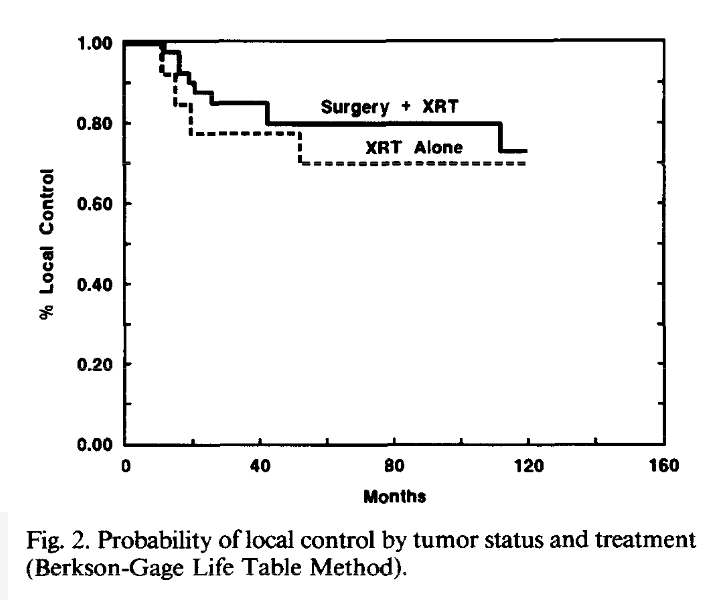 1.00
0.80
0.60
0.40
0.20
0.00
% Local Control
Surgery + XRT
XRT Alone
0 40 80 120 160
Months
Fig. 2. Probability of local control by tumor status and treatment
(Berkson-Gage Life Table Method).